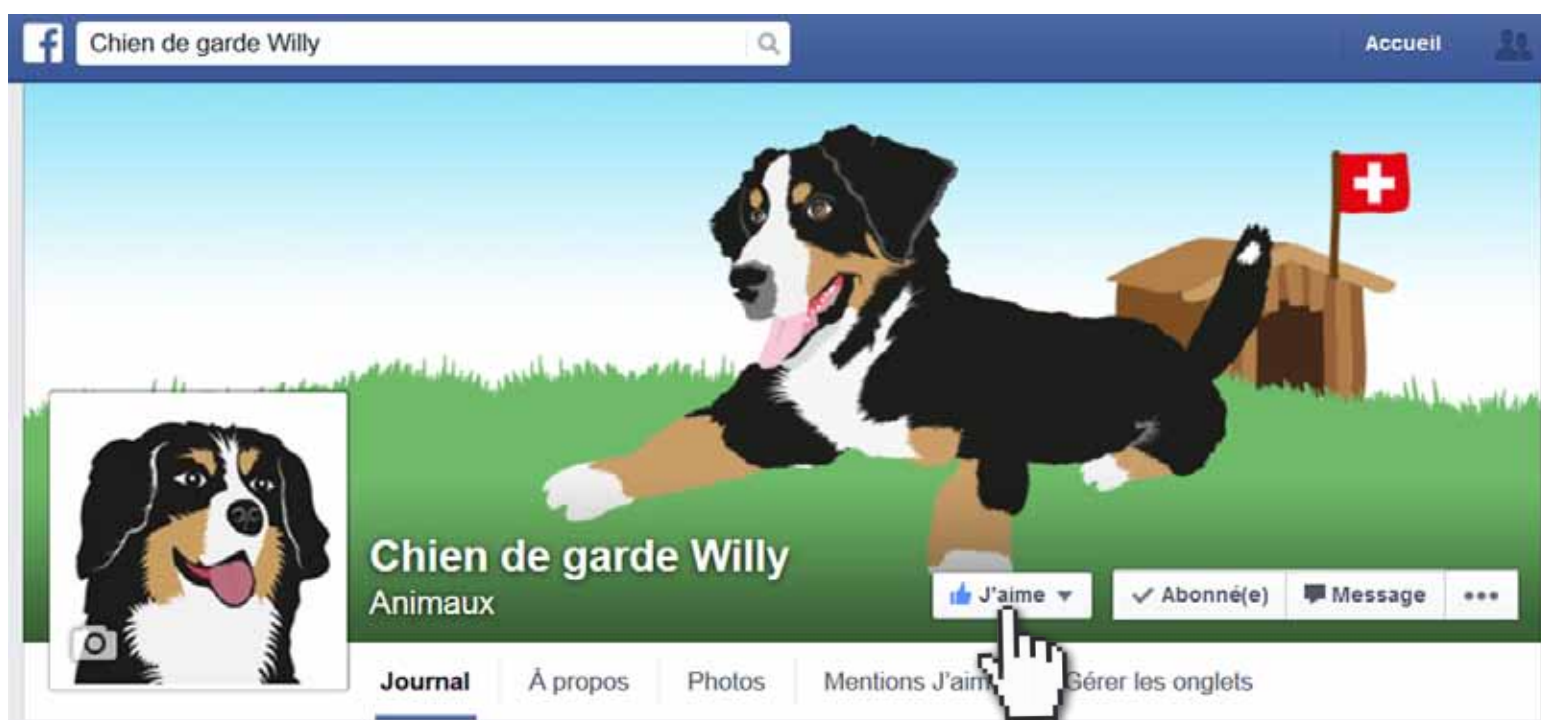 Chien de garde Willy
Accueil
Chien de garde Willy
Animaux
J'aime
Abonné(e)
Message
Journal
À propos
Photos
Mentions J'aim
Gérer les onglets